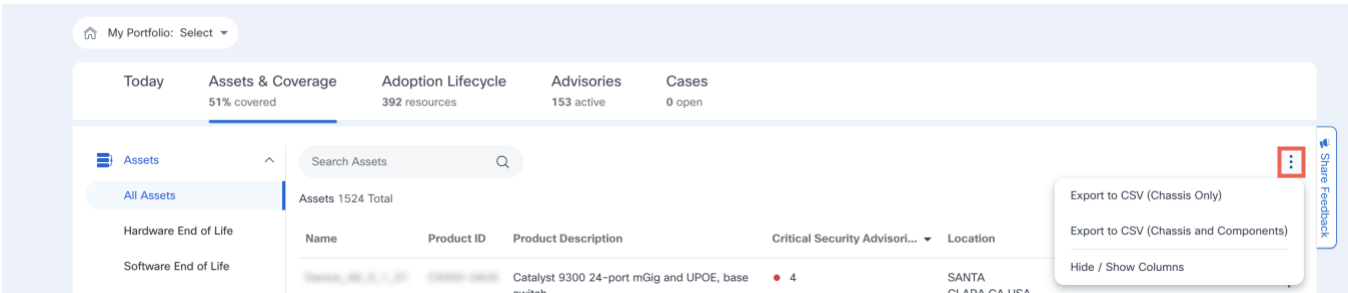 My Portfolio: Select
Today
Assets & Coverage
Adoption Lifecycle
Advisories
Cases
51% covered
392 resources
153 active
0 open
Assets
Search Assets
Share Feedback
All Assets
Export to CSV (Chassis Only)
Assets 1524 Total
Hardware End of Life
Export to CSV (Chassis and Components)
Name
Product ID
Product Description
Critical Security Advisori...
Location
Software End of Life
Hide / Show Columns
Catalyst 9300 24-port mGig and UPOE, base
switch
4
SANTA
CLARA CA USA